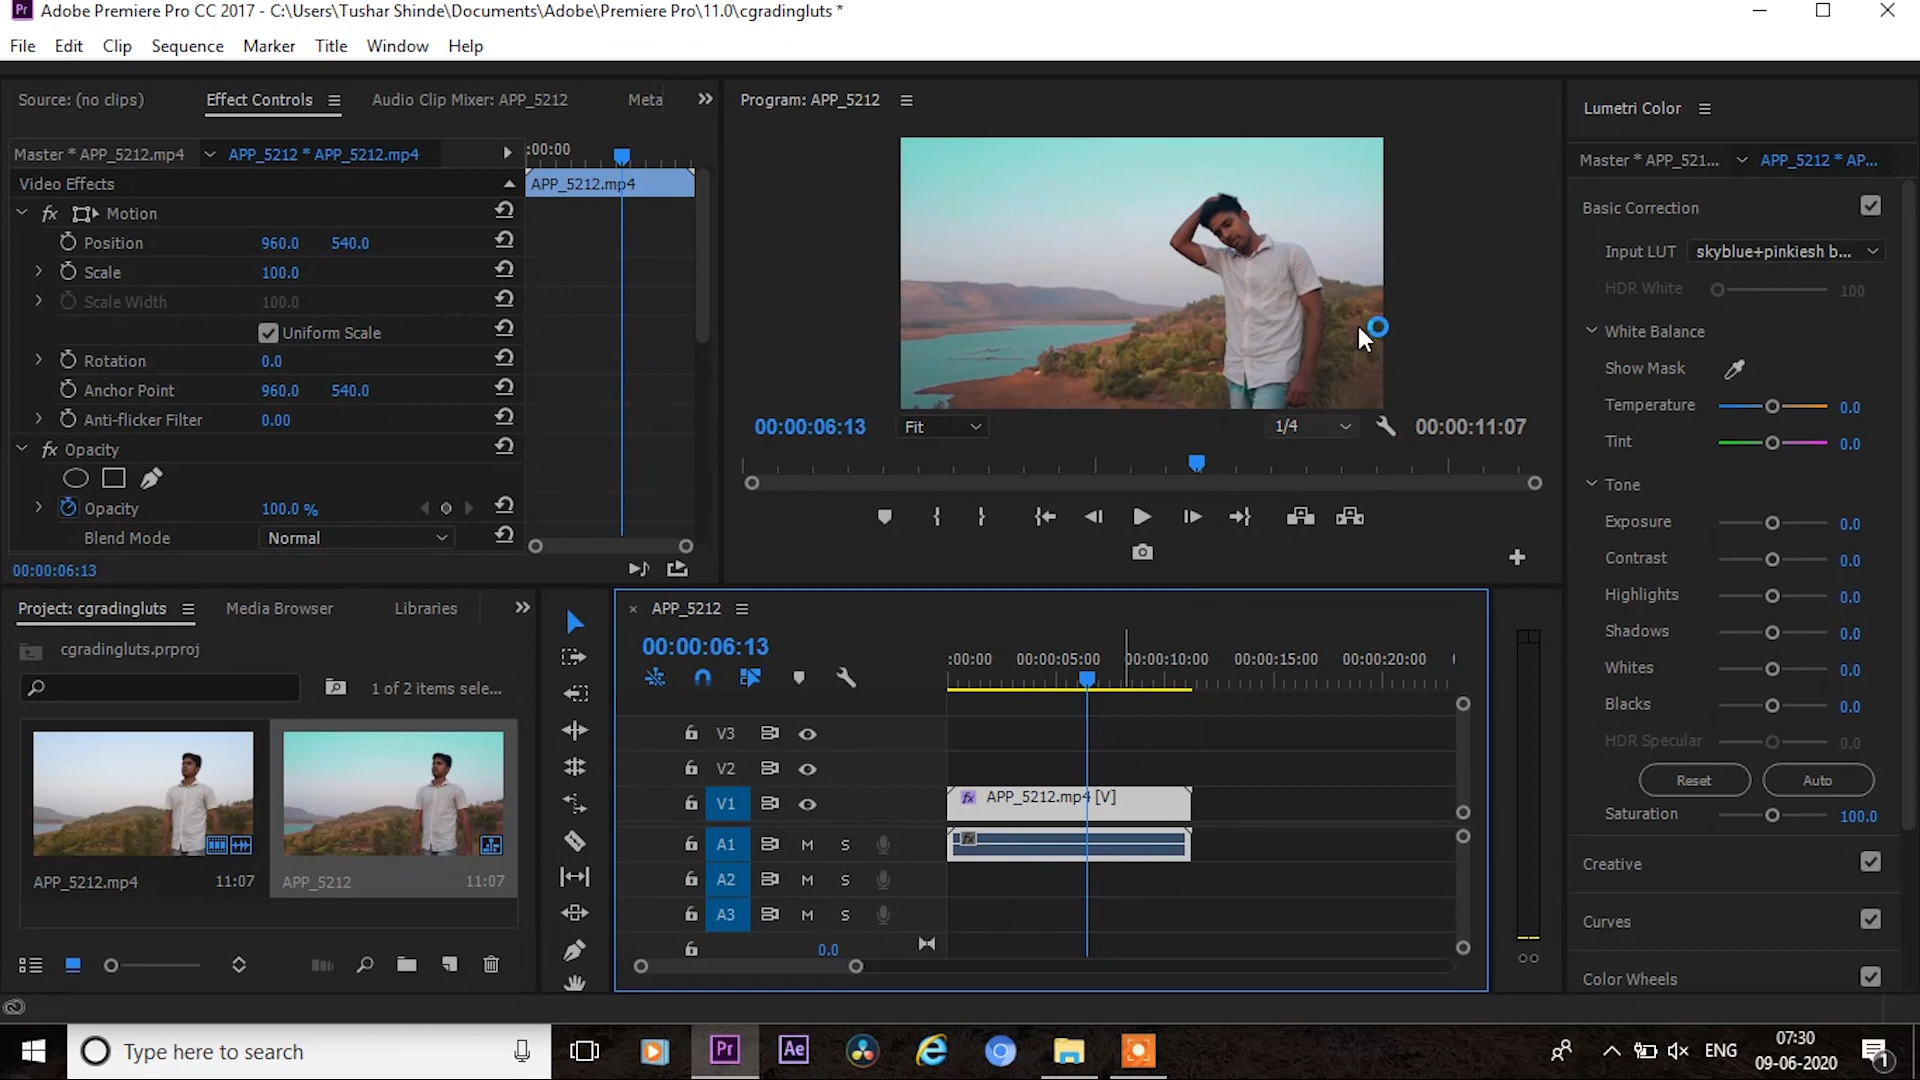 Pr Adobe Premiere Pro CC 2017 - C:\Users\Tushar Shinde\Documents\Adobe\Premiere Pro\11.0\cgradingluts *
File Edit Clip Sequence Marker Title Window Help
Source: (no clips) Effect Controls Audio Clip Mixer: APP_5212 Meta
Program: APP_5212
Lumetri Color
Master * APP_5212.mp4 APP_5212 * APP_5212.mp4
:00:00
Master * APP_521... APP_5212 * AP...
Video Effects
APP_5212.mp4
fx Motion
Position 960.0 540.0
Scale 100.0
Scale Width 100.0
Uniform Scale
Rotation 0.0
Anchor Point 960.0 540.0
Anti-flicker Filter 0.00
fx Opacity
Opacity 100.0 %
Blend Mode Normal
00:00:06:13
00:00:06:13 Fit 1/4 00:00:11:07
Basic Correction
Input LUT skyblue+pinkiesh b...
HDR White 100
White Balance
Show Mask
Temperature 0.0
Tint 0.0
Tone
Exposure 0.0
Contrast 0.0
Highlights 0.0
Shadows 0.0
Whites 0.0
Blacks 0.0
HDR Specular 0.0
Reset Auto
Saturation 100.0
Creative
Curves
Color Wheels
Project: cgradingluts Media Browser Libraries
cgradingluts.prproj
1 of 2 items sele...
APP_5212.mp4 11:07
APP_5212 11:07
APP_5212
00:00:06:13
:00:00 00:00:05:00 00:00:10:00 00:00:15:00 00:00:20:00
V3
V2
V1 fx APP_5212.mp4 [V]
A1 M S fx
A2 M S
A3 M S
0.0
Type here to search
Pr Ae
ENG
07:30
09-06-2020
1